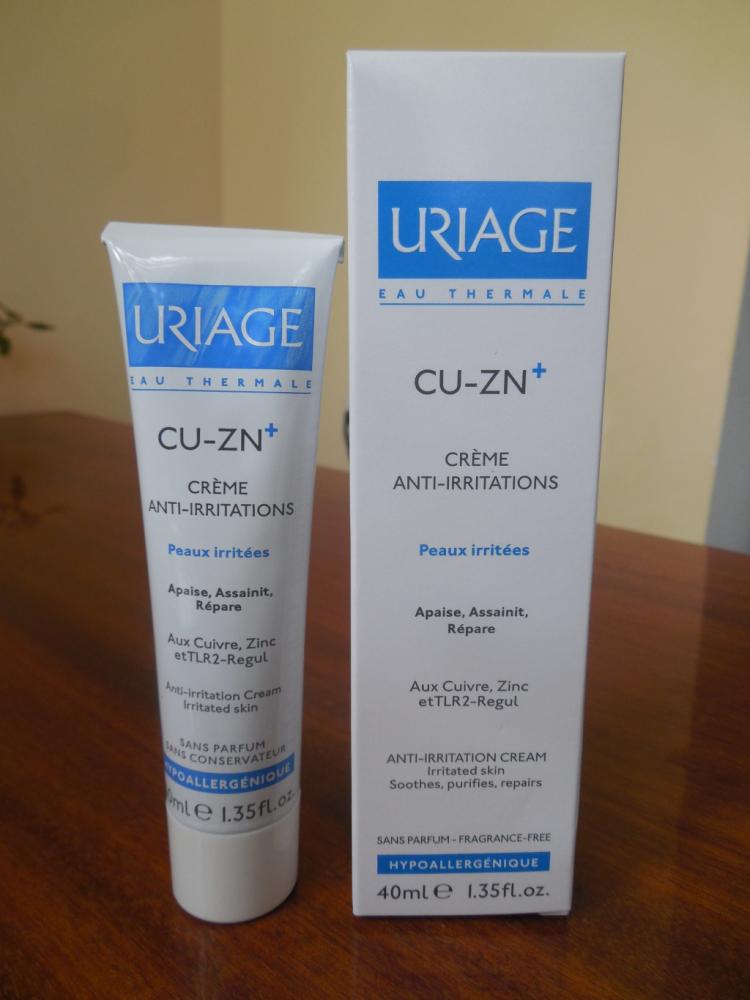 URIAGE
EAU THERMALE
CU-ZN+
CRÈME
ANTI-IRRITATIONS
Peaux irritées
Apaise, Assainit,
Répare
Aux Cuivre, Zinc
etTLR2-Regul
Anti-irritation Cream
Irritated skin
SANS PARFUM
SANS CONSERVATEUR
HYPOALLERGÉNIQUE
40ml e 1.35fl.oz.
URIAGE
EAU THERMALE
CU-ZN+
CRÈME
ANTI-IRRITATIONS
Peaux irritées
Apaise, Assainit,
Répare
Aux Cuivre, Zinc
etTLR2-Regul
ANTI-IRRITATION CREAM
Irritated skin
Soothes, purifies, repairs
SANS PARFUM - FRAGRANCE-FREE
HYPOALLERGÉNIQUE
40ml e 1.35fl.oz.